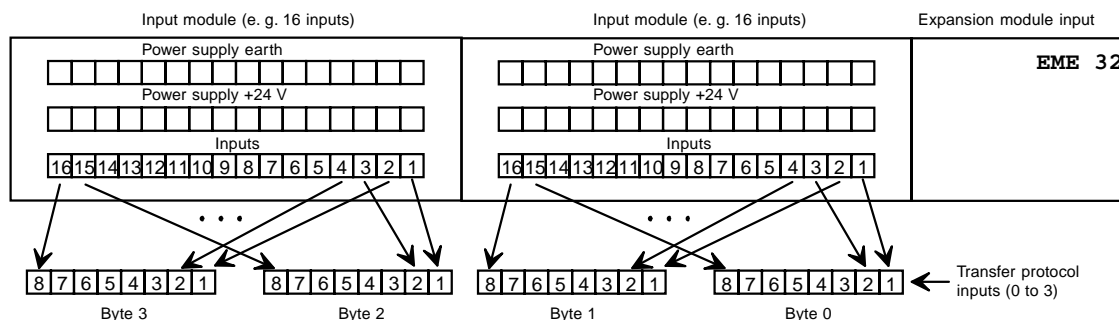 Input module (e. g. 16 inputs) Input module (e. g. 16 inputs) Expansion module input
Power supply earth Power supply earth
EME 32
Power supply +24 V Power supply +24 V
Inputs Inputs
16 15 14 13 12 11 10 9 8 7 6 5 4 3 2 1 16 15 14 13 12 11 10 9 8 7 6 5 4 3 2 1
. . . . . .
8 7 6 5 4 3 2 1 8 7 6 5 4 3 2 1 8 7 6 5 4 3 2 1 8 7 6 5 4 3 2 1 Transfer protocol
inputs (0 to 3)
Byte 3 Byte 2 Byte 1 Byte 0